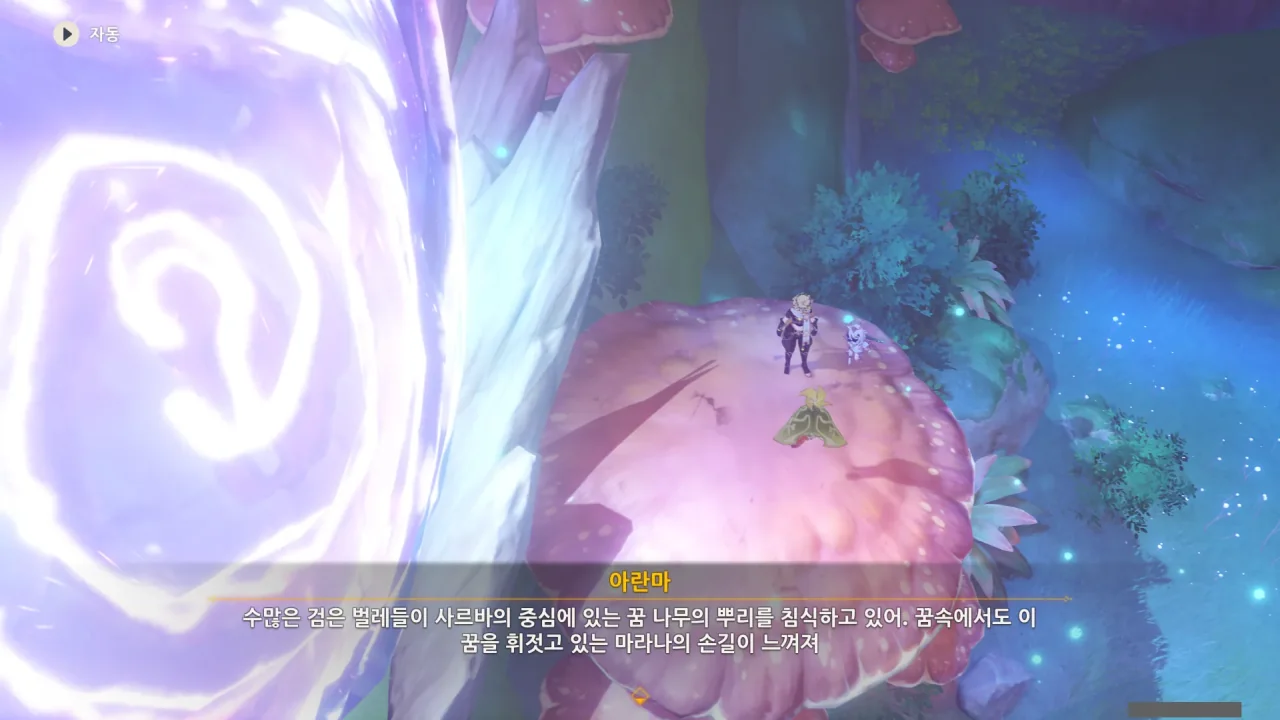 자동
아란마
수많은 검은 벌레들이 사르바의 중심에 있는 꿈 나무의 뿌리를 침식하고 있어. 꿈속에서도 이
꿈을 휘젓고 있는 마라나의 손길이 느껴져